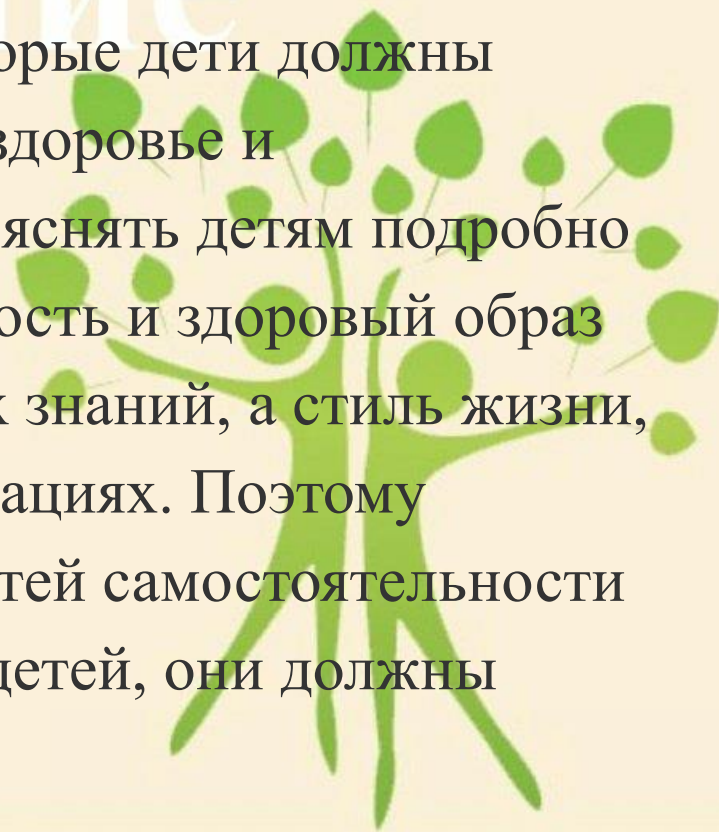 орые дети должны
здоровье и
яснять детям подробно
ость и здоровый образ
х знаний, а стиль жизни,
ациях. Поэтому
тей самостоятельности
детей, они должны